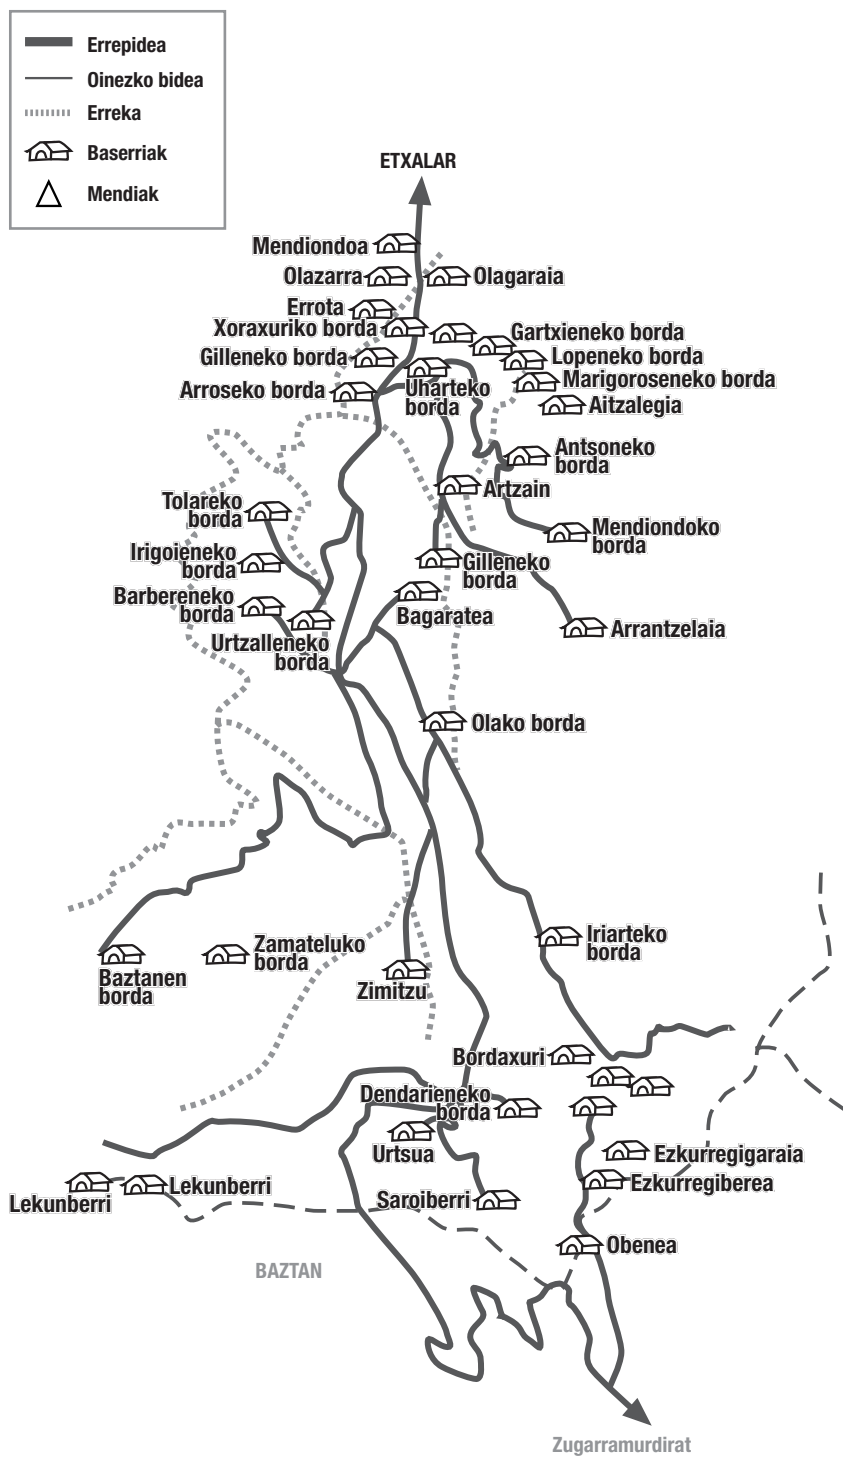 Errepidea
Oinezko bidea
Erreka
Baserriak
Mendiak
ETXALAR
Mendiondoa
Olazarra
Olagaraia
Errota
Xoraxuriko borda
Gartxieneko borda
Gilleneko borda
Lopeneko borda
Marigoroseneko borda
Arroseko borda
Uharteko
borda
Aitzalegia
Antsoneko
borda
Artzain
Tolareko
borda
Mendiondoko
borda
Irigoieneko
borda
Gilleneko
borda
Barbereneko
borda
Bagaratea
Arrantzelaia
Urtzalleneko
borda
Olako borda
Iriarteko
borda
Zamateluko
borda
Baztanen
borda
Zimitzu
Bordaxuri
Dendarieneko
borda
Urtsua
Ezkurregigaraia
Ezkurregiberea
Lekunberri
Lekunberri
Saroiberri
Obenea
BAZTAN
Zugarramurdirat